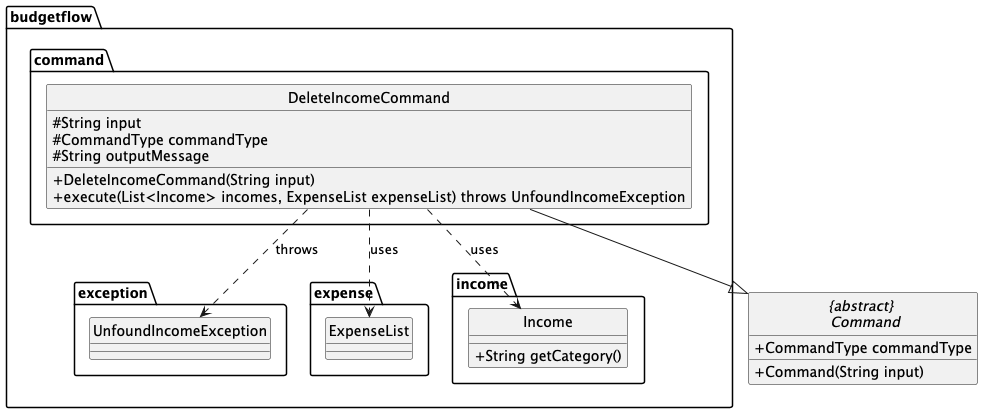 budgetflow
command
DeleteIncomeCommand
#String input
#CommandType commandType
#String outputMessage
+DeleteIncomeCommand(String input)
+execute(List<Income> incomes, ExpenseList expenseList) throws UnfoundIncomeException
throws
uses
uses
exception
UnfoundIncomeException
expense
ExpenseList
income
Income
+String getCategory()
{abstract}
Command
+CommandType commandType
+Command(String input)